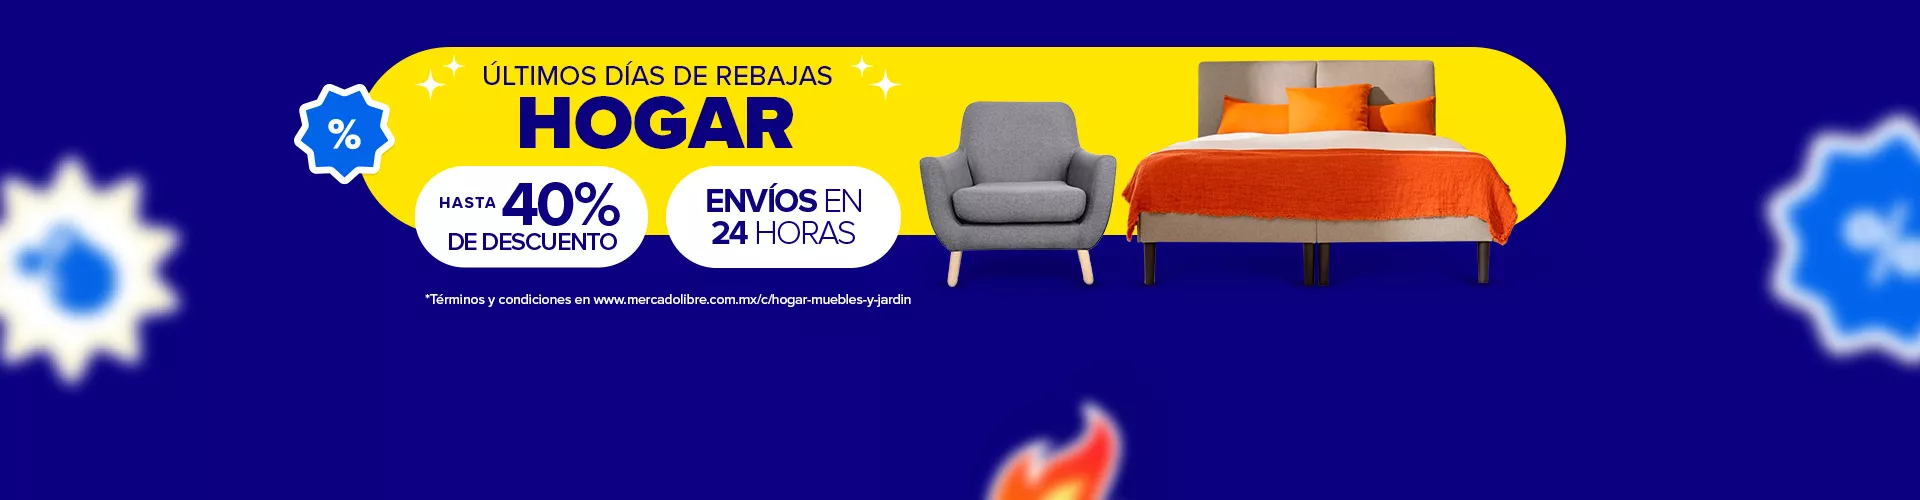 ÚLTIMOS DÍAS DE REBAJAS
HOGAR
%
HASTA 40%
DE DESCUENTO
ENVÍOS EN
24 HORAS
*Términos y condiciones en www.mercadolibre.com.mx/c/hogar-muebles-y-jardin
%